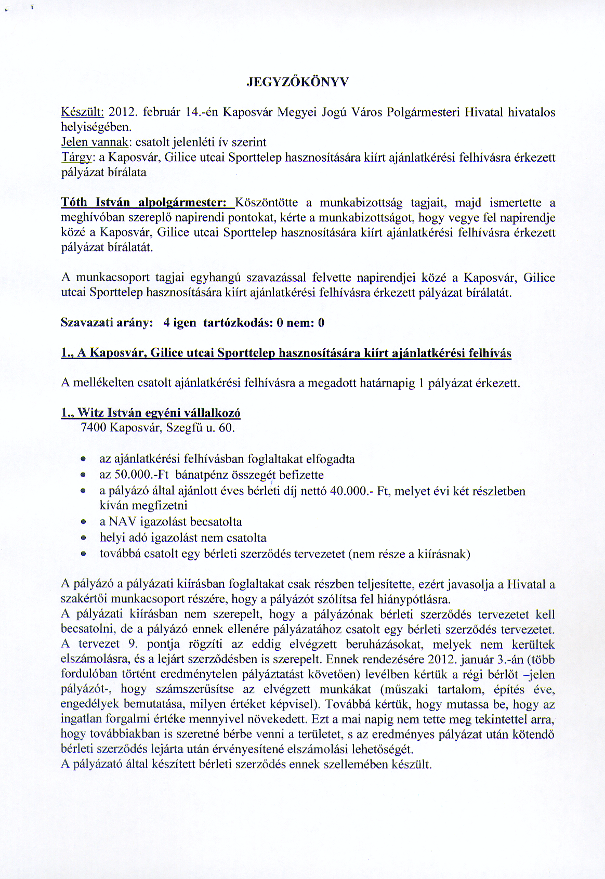 JEGYZŐKÖNYV
Készült: 2012. február 14.-én Kaposvár Megyei Jogú Város Polgármesteri Hivatal hivatalos
helyiségében.
Jelen vannak: csatolt jelenléti ív szerint
Tárgy: a Kaposvár, Gilice utcai Sporttelep hasznosítására kiírt ajánlatkérési felhívásra érkezett
pályázat bírálata
Tóth István alpolgármester: Köszöntötte a munkabizottság tagjait, majd ismertette a
meghívóban szereplő napirendi pontokat, kérte a munkabizottságot, hogy vegye fel napirendje
közé a Kaposvár, Gilice utcai Sporttelep hasznosítására kiírt ajánlatkérési felhívásra érkezett
pályázat bírálatát.
A munkacsoport tagjai egyhangú szavazással felvette napirendjei közé a Kaposvár, Gilice
utcai Sporttelep hasznosítására kiírt ajánlatkérési felhívásra érkezett pályázat bírálatát.
Szavazati arány: 4 igen tartózkodás: 0 nem: 0
1., A Kaposvár, Gilice utcai Sporttelep hasznosítására kiírt ajánlatkérési felhívás
A mellékelten csatolt ajánlatkérési felhívásra a megadott határnapig 1 pályázat érkezett.
1., Witz István egyéni vállalkozó
7400 Kaposvár, Szegfű u. 60.
• az ajánlatkérési felhívásban foglaltakat elfogadta
• az 50.000.-Ft bánatpénz összegét befizette
• a pályázó által ajánlott éves bérleti díj nettó 40.000.- Ft, melyet évi két részletben
kíván megfizetni
• a NAV igazolást becsatolta
• helyi adó igazolást nem csatolta
• továbbá csatolt egy bérleti szerződés tervezetet (nem része a kiírásnak)
A pályázó a pályázati kiírásban foglaltakat csak részben teljesítette, ezért javasolja a Hivatal a
szakértői munkacsoport részére, hogy a pályázót szólítsa fel hiánypótlásra.
A pályázati kiírásban nem szerepelt, hogy a pályázónak bérleti szerződés tervezetet kell
becsatolni, de a pályázó ennek ellenére pályázatához csatolt egy bérleti szerződés tervezetet.
A tervezet 9. pontja rögzíti az eddig elvégzett beruházásokat, melyek nem kerültek
elszámolásra, és a lejárt szerződésben is szerepelt. Ennek rendezésére 2012. január 3.-án (több
fordulóban történt eredménytelen pályáztatást követően) levélben kértük a régi bérlőt –jelen
pályázót-, hogy számszerűsítse az elvégzett munkákat (műszaki tartalom, építés éve,
engedélyek bemutatása, milyen értéket képvisel). Továbbá kértük, hogy mutassa be, hogy az
ingatlan forgalmi értéke mennyivel növekedett. Ezt a mai napig nem tette meg tekintettel arra,
hogy továbbiakban is szeretné bérbe venni a területet, s az eredményes pályázat után kötendő
bérleti szerződés lejárta után érvényesítené elszámolási lehetőségét.
A pályázató által készített bérleti szerződés ennek szellemében készült.